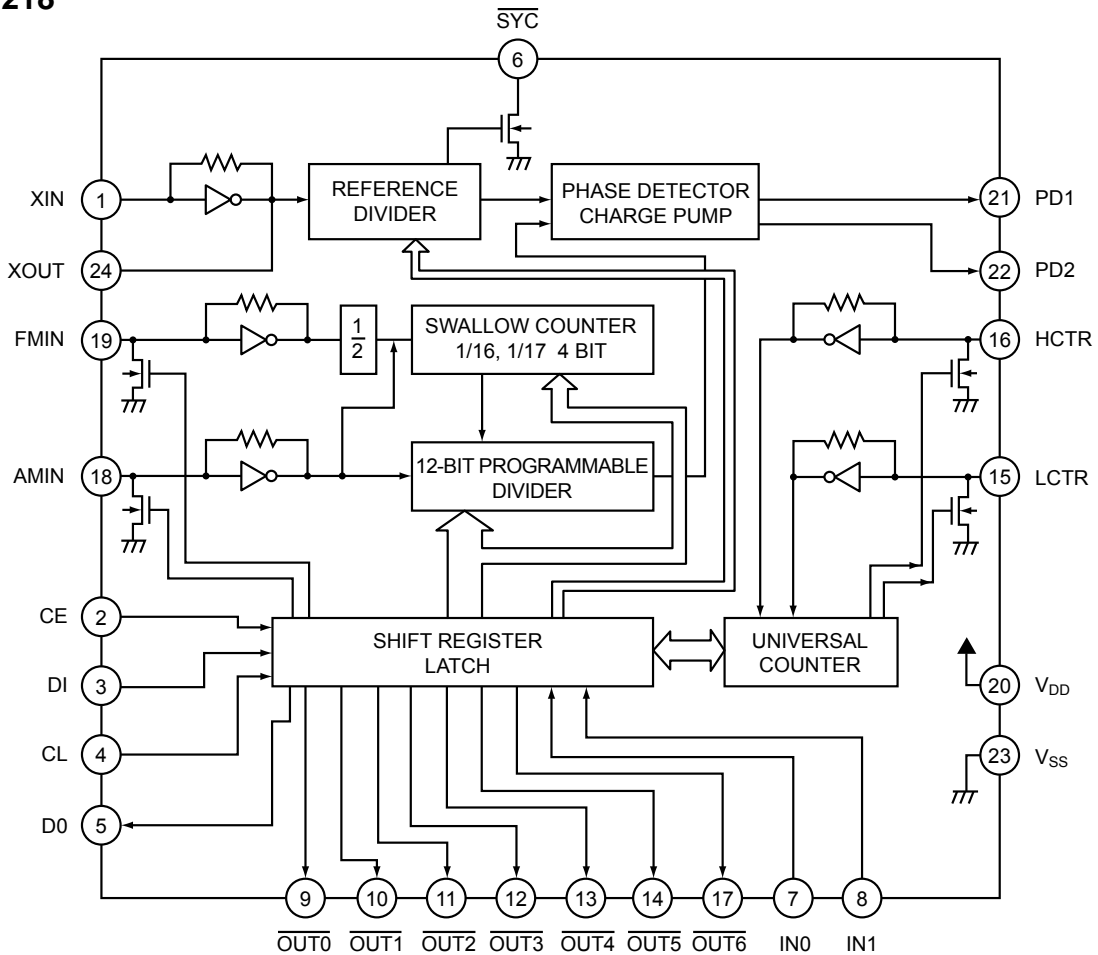 218
SYC
6
XIN
1
REFERENCE
DIVIDER
PHASE DETECTOR
CHARGE PUMP
21
PD1
XOUT
24
22
PD2
FMIN
19
1
2
SWALLOW COUNTER
1/16, 1/17 4 BIT
16
HCTR
AMIN
18
12-BIT PROGRAMMABLE
DIVIDER
15
LCTR
CE
2
SHIFT REGISTER
LATCH
UNIVERSAL
COUNTER
DI
3
20
VDD
CL
4
23
VSS
D0
5
9
10
11
12
13
14
17
7
8
OUT0
OUT1
OUT2
OUT3
OUT4
OUT5
OUT6
IN0
IN1